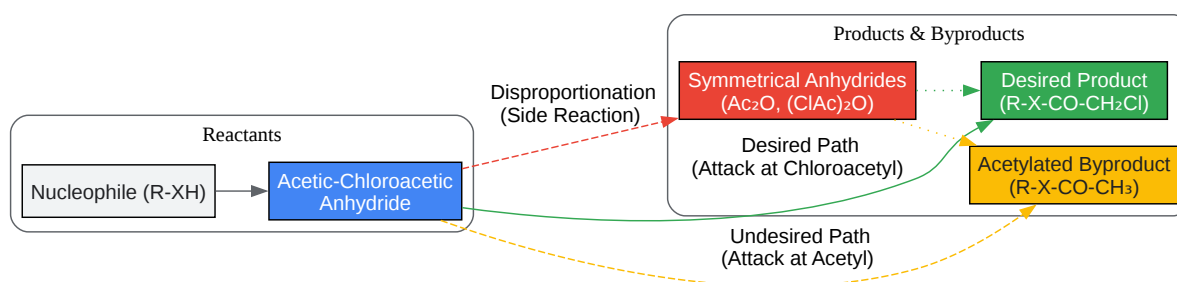 Products & Byproducts
Symmetrical Anhydrides
(Ac₂O, (ClAc)₂O)
Desired Product
(R-X-CO-CH₂Cl)
Disproportionation
(Side Reaction)
Reactants
Desired Path
(Attack at Chloroacetyl)
Acetylated Byproduct
(R-X-CO-CH₃)
Nucleophile (R-XH)
Acetic-Chloroacetic
Anhydride
Undesired Path
(Attack at Acetyl)